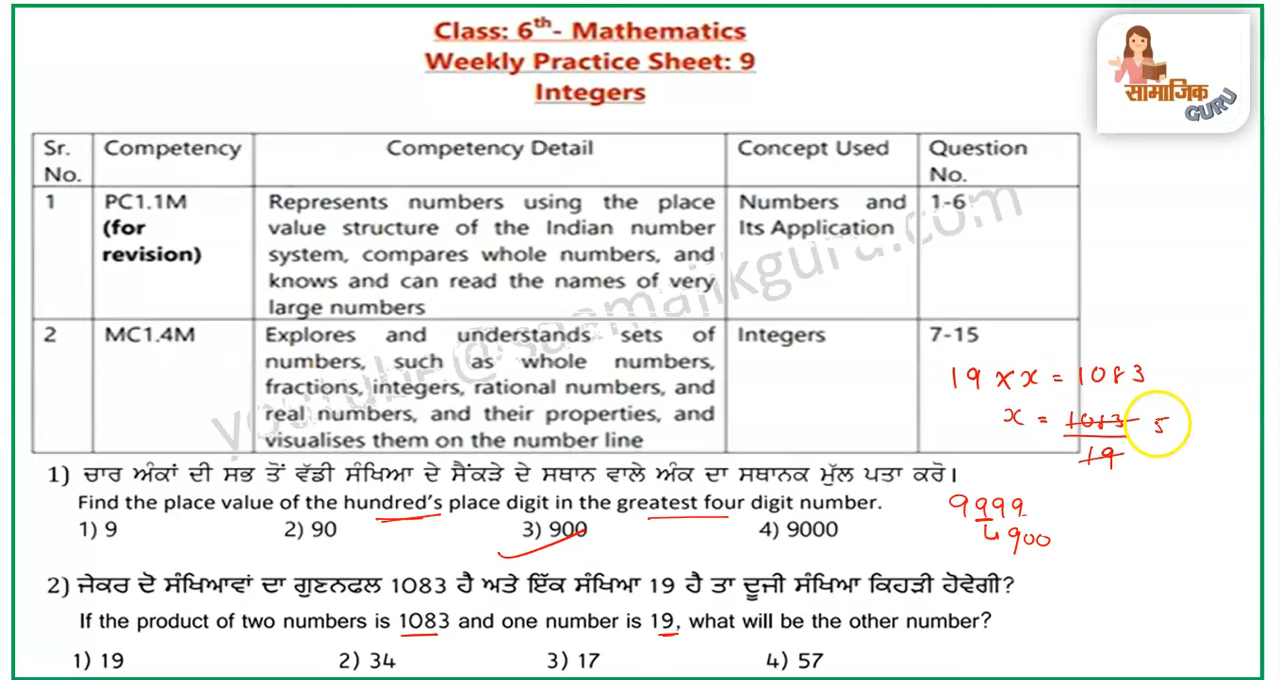 Class: 6th- Mathematics
Weekly Practice Sheet: 9
Integers
सामाजिक
GURU
Sr. No. Competency Competency Detail Concept Used Question No.
1 PC1.1M (for revision) Represents numbers using the place value structure of the Indian number system, compares whole numbers, and knows and can read the names of very large numbers Numbers and Its Application 1-6
2 MC1.4M Explores and understands sets of numbers, such as whole numbers, fractions, integers, rational numbers, and real numbers, and their properties, and visualises them on the number line Integers 7-15
youtube@saemajikguru.com
19 × x = 1083
x = 1083 5
19
1) ਚਾਰ ਅੰਕਾਂ ਦੀ ਸਭ ਤੋਂ ਵੱਡੀ ਸੰਖਿਆ ਦੇ ਸੈਂਕੜੇ ਦੇ ਸਥਾਨ ਵਾਲੇ ਅੰਕ ਦਾ ਸਥਾਨਕ ਮੁੱਲ ਪਤਾ ਕਰੋ।
Find the place value of the hundred's place digit in the greatest four digit number.
9999
1) 9 2) 90 3) 900 4) 9000
900
2) ਜੇਕਰ ਦੋ ਸੰਖਿਆਵਾਂ ਦਾ ਗੁਣਨਫਲ 1083 ਹੈ ਅਤੇ ਇੱਕ ਸੰਖਿਆ 19 ਹੈ ਤਾ ਦੂਜੀ ਸੰਖਿਆ ਕਿਹੜੀ ਹੋਵੇਗੀ?
If the product of two numbers is 1083 and one number is 19, what will be the other number?
1) 19 2) 34 3) 17 4) 57